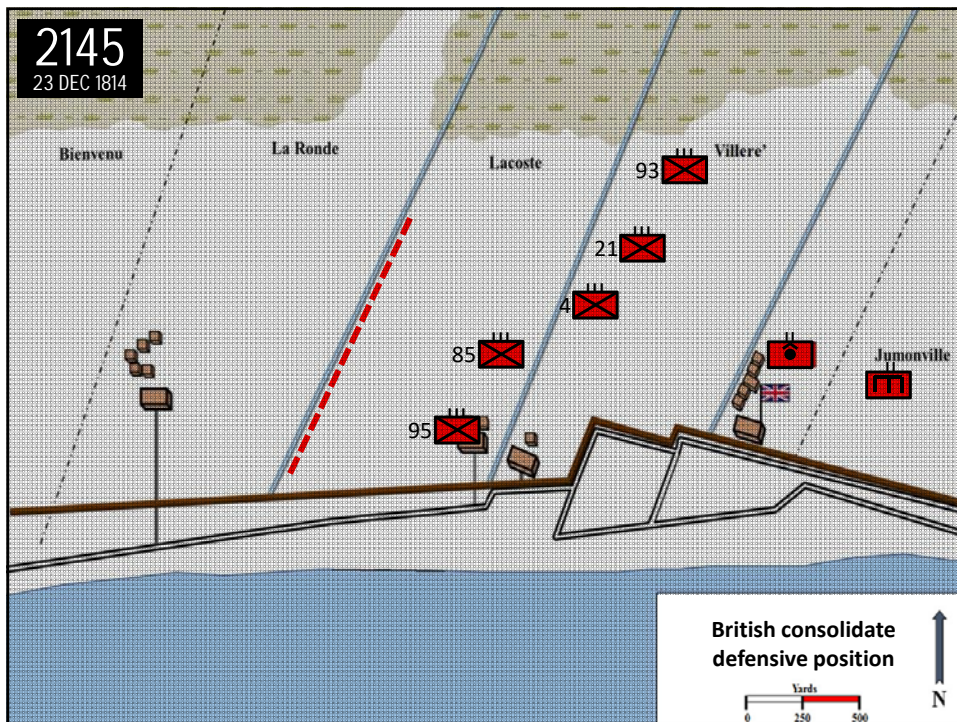 2145
23 DEC 1814
Bienvenu
La Ronde
Lacoste
Villere'
93
21
4
85
Jumonville
95
British consolidate
defensive position
Yards
0 250 500
N